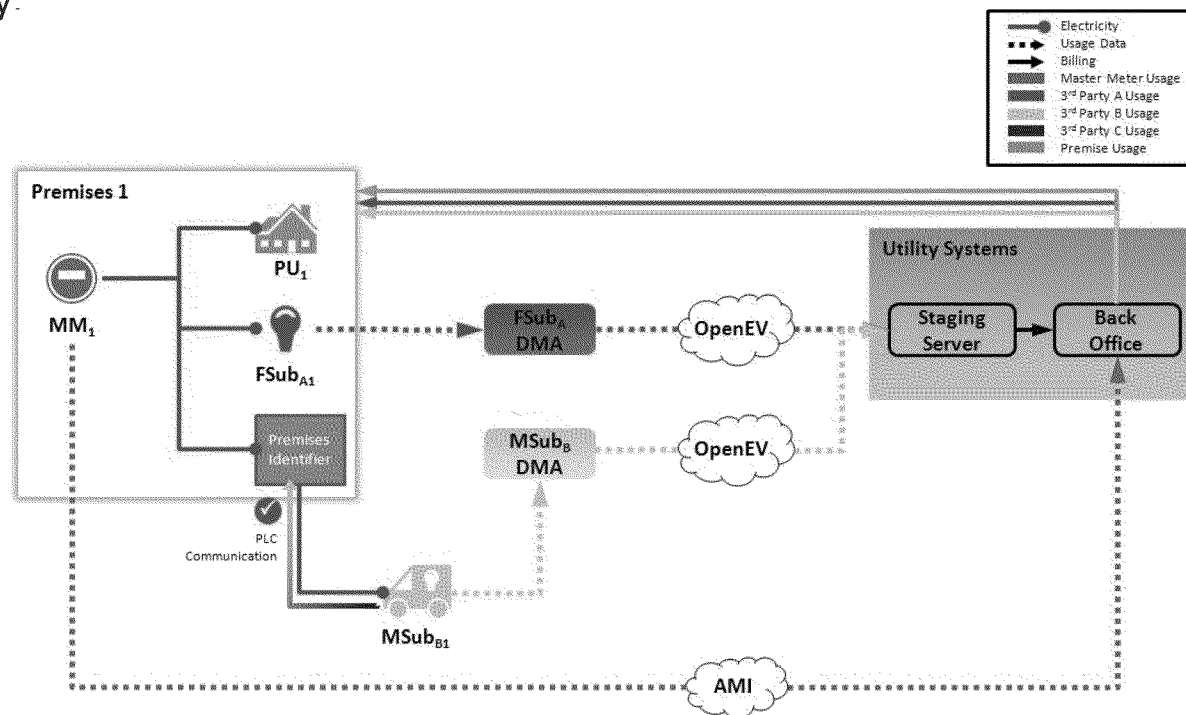 y -
Electricity
Usage Data
Billing
Master Meter Usage
3rd Party A Usage
3rd Party B Usage
3rd Party C Usage
Premise Usage
Premises 1
PU1
MM1
FSubA1
Premises
Identifier
PLC
Communication
MSubB1
FSubA
DMA
OpenEV
MSubB
DMA
OpenEV
Utility Systems
Staging
Server
Back
Office
AMI